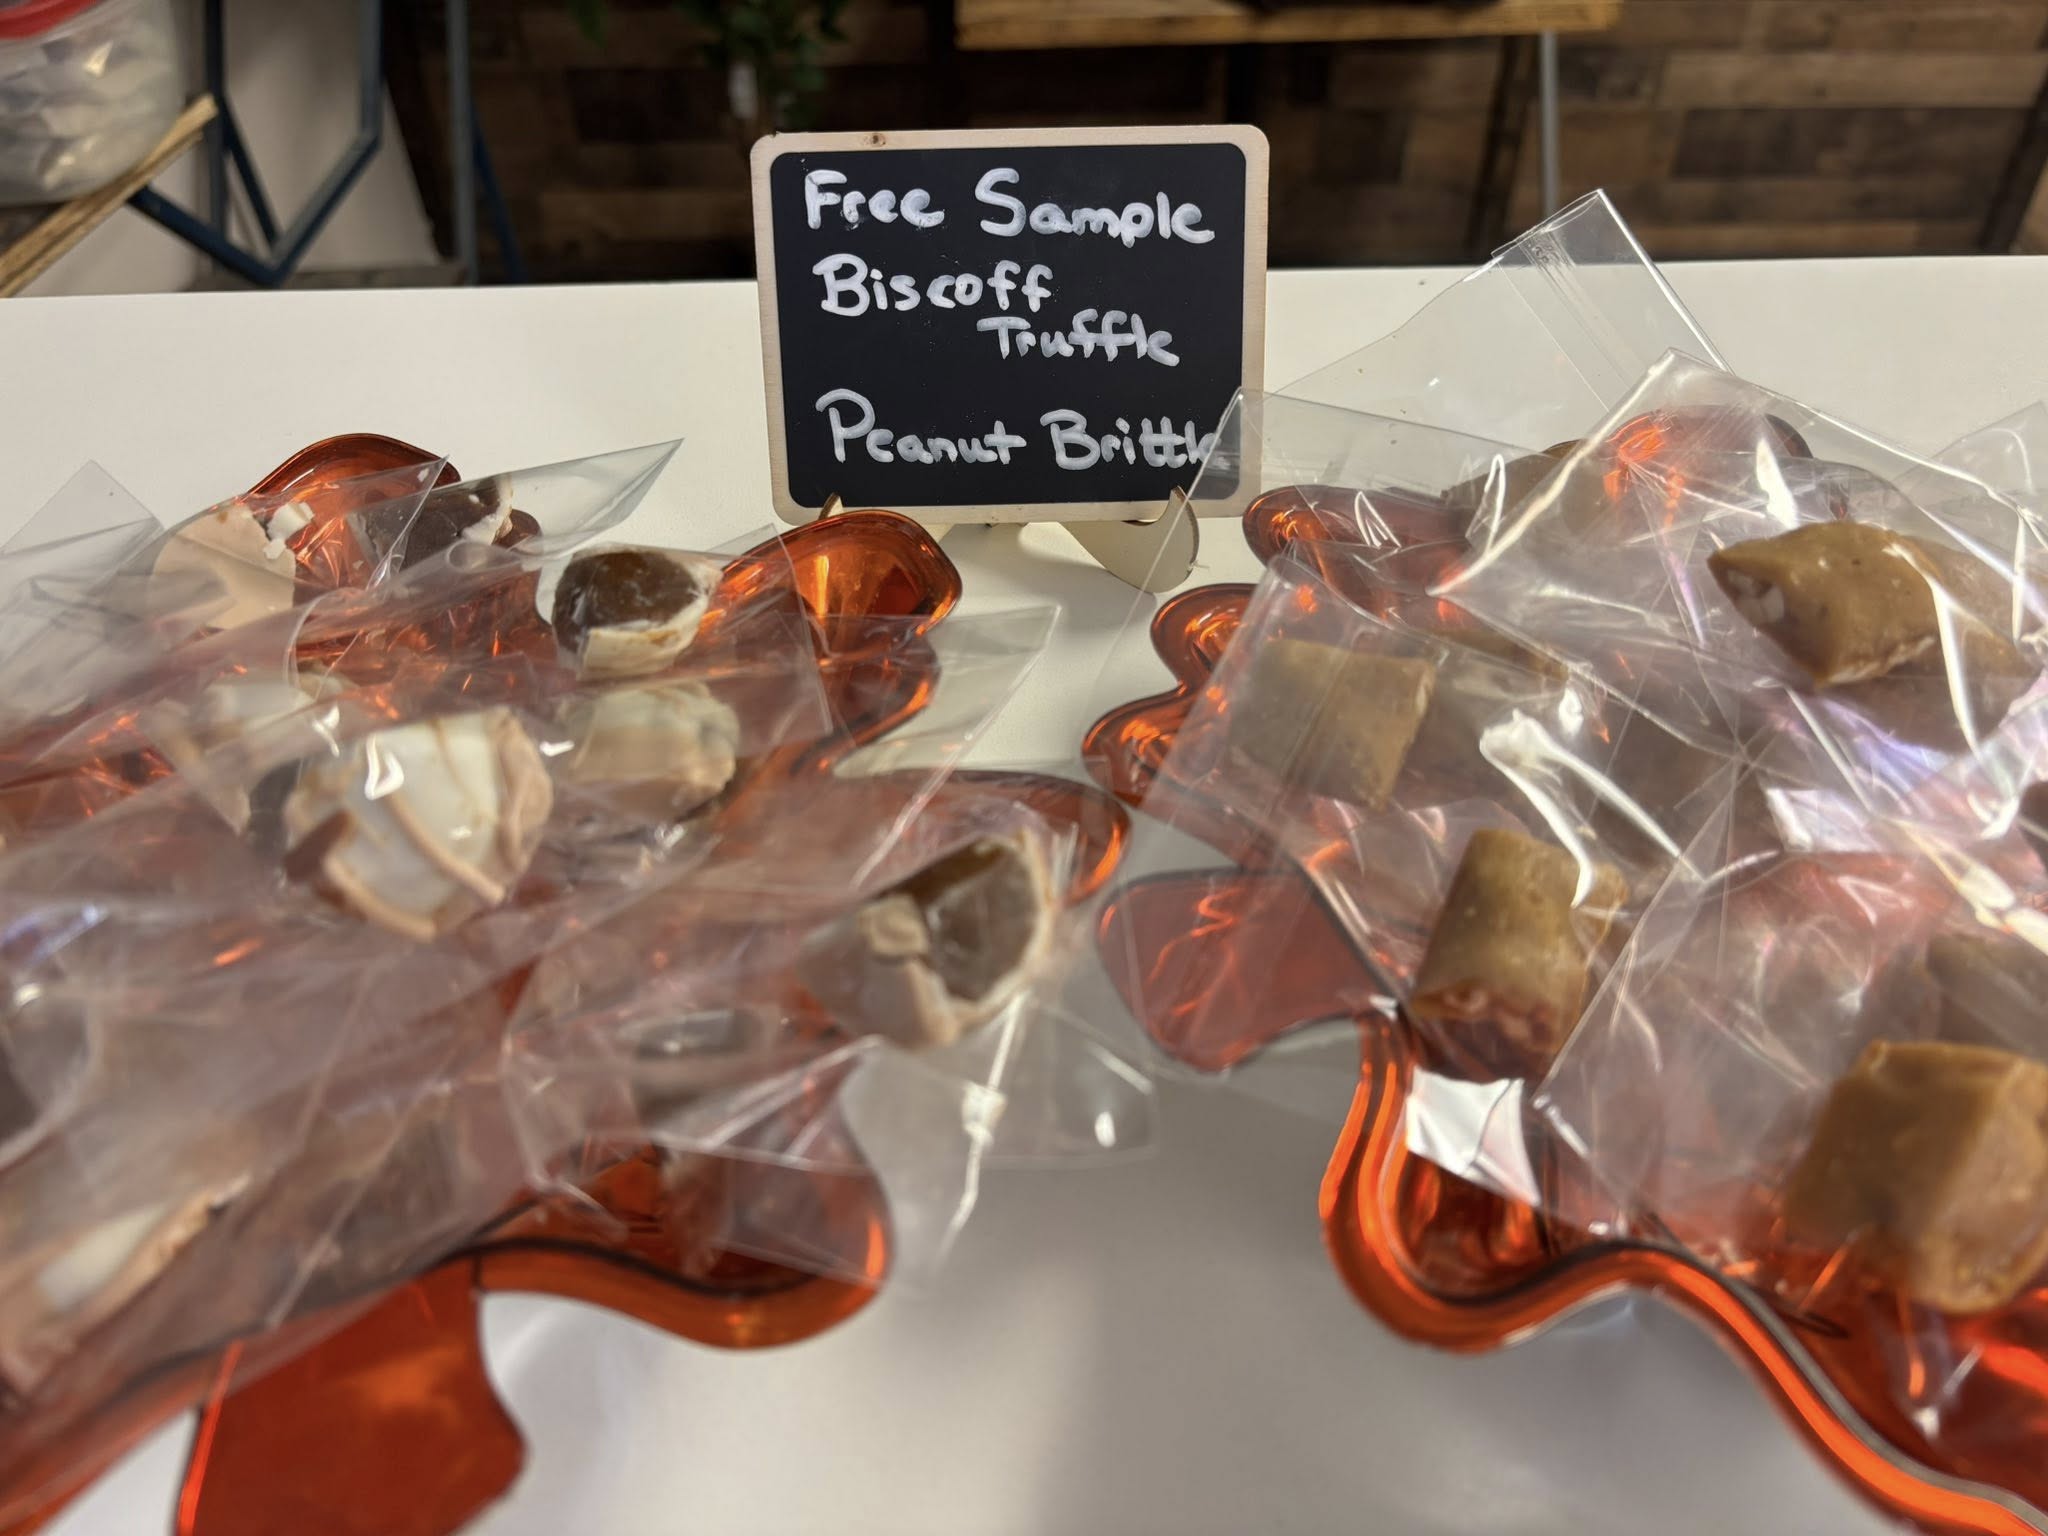 Free Sample
Biscoff
Truffle
Peanut Brittle